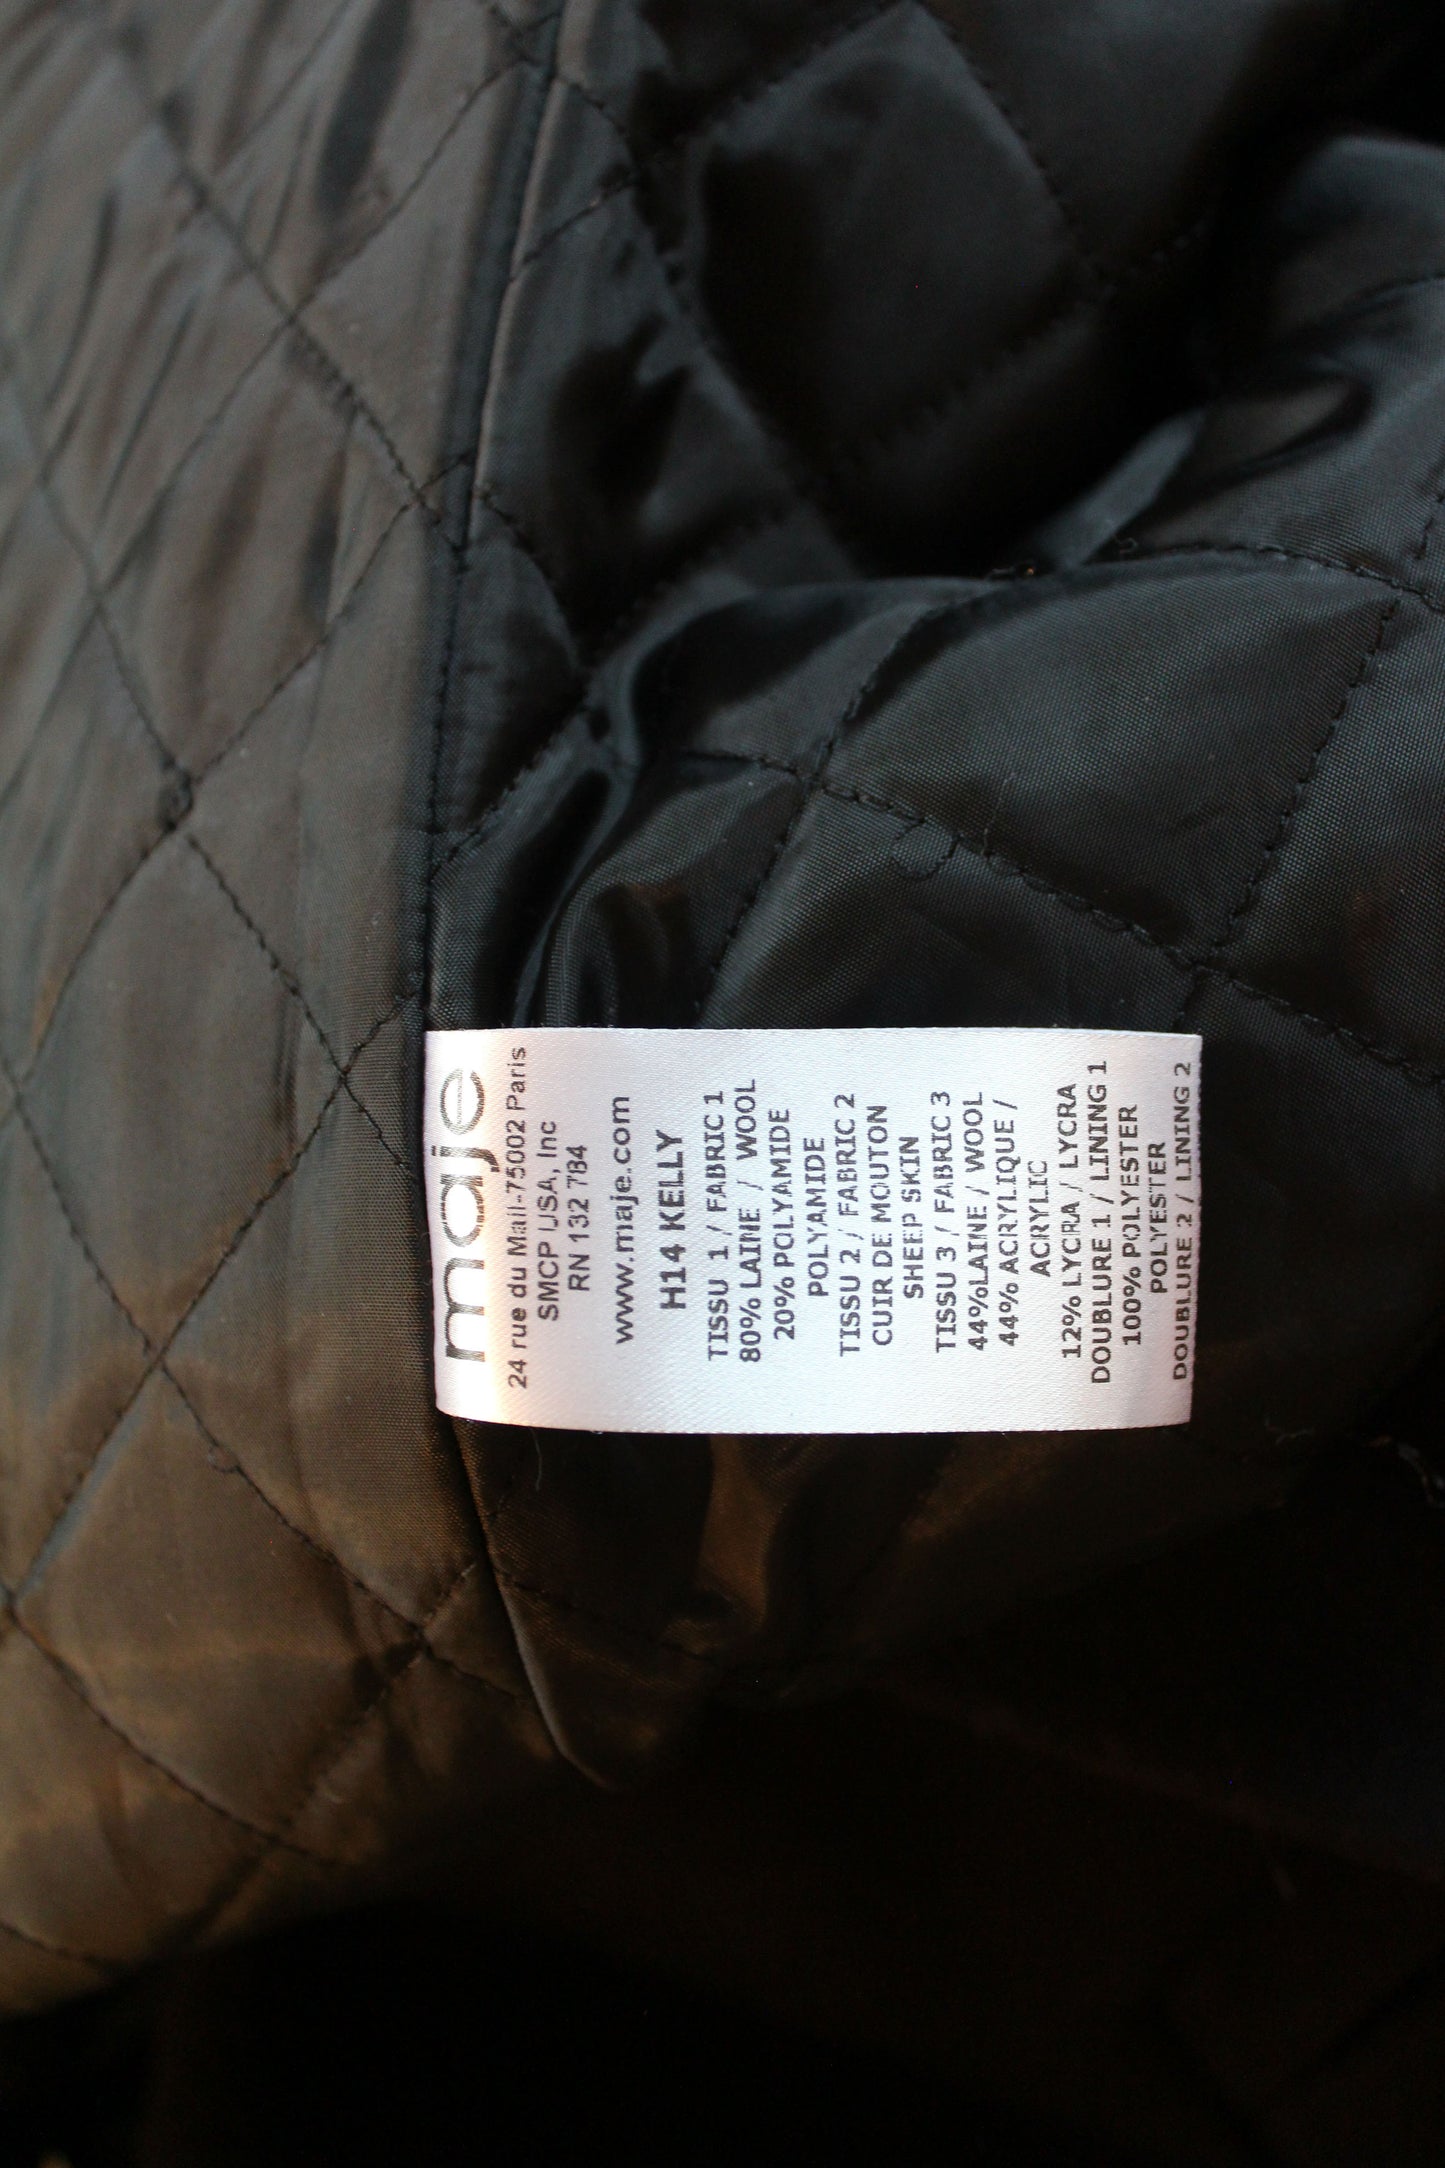 maje
24 rue du Mail-75002 Paris
SMCP USA, Inc
RN 132 784
www.maje.com
H14 KELLY
TISSU 1 / FABRIC 1
80% LAINE / WOOL
20% POLYAMIDE
POLYAMIDE
TISSU 2 / FABRIC 2
CUIR DE MOUTON
SHEEP SKIN
TISSU 3 / FABRIC 3
44%LAINE / WOOL
44% ACRYLIQUE /
ACRYLIC
12% LYCRA / LYCRA
DOUBLURE 1 / LINING 1
100% POLYESTER
POLYESTER
DOUBLURE 2 / LINING 2